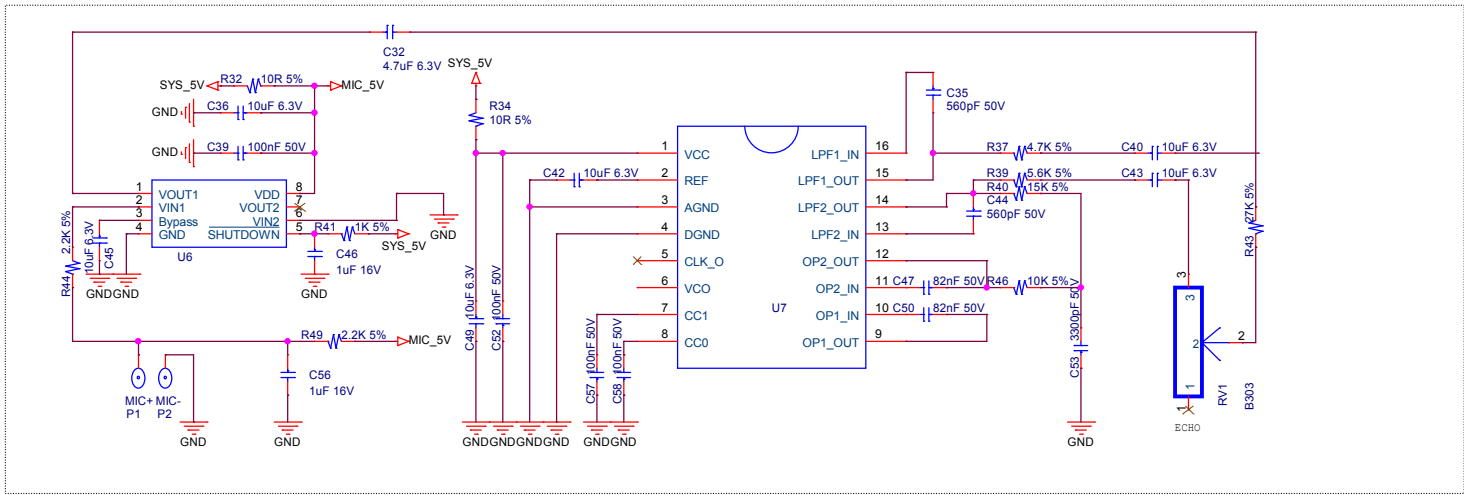 C32
4.7uF 6.3V
SYS_5V
SYS_5V
R32
10R 5%
MIC_5V
GND
C36
10uF 6.3V
GND
C39
100nF 50V
R34
10R 5%
C35
560pF 50V
1
VOUT1
2
VIN1
3
Bypass
4
GND
8
VDD
7
VOUT2
6
VIN2
5
SHUTDOWN
U6
R44
2.2K 5%
10uF 6.3V
C45
GND
GND
R41
1K 5%
SYS_5V
C46
1uF 16V
GND
GND
R49
2.2K 5%
MIC_5V
C56
1uF 16V
MIC+
P1
MIC-
P2
GND
GND
C42
10uF 6.3V
1
VCC
2
REF
3
AGND
4
DGND
5
CLK_O
6
VCO
7
CC1
8
CC0
16
LPF1_IN
15
LPF1_OUT
14
LPF2_OUT
13
LPF2_IN
12
OP2_OUT
11
OP2_IN
10
OP1_IN
9
OP1_OUT
U7
C49
10uF 6.3V
C52
100nF 50V
C57
100nF 50V
C58
100nF 50V
GND
GND
GND
GND
GND
GND
R37
4.7K 5%
C40
10uF 6.3V
R39
5.6K 5%
C43
10uF 6.3V
R40
15K 5%
C44
560pF 50V
C47
82nF 50V
R46
10K 5%
C50
82nF 50V
C53
3300pF 50V
GND
R43
27K 5%
3
3
2
2
1
1
RV1
B303
ECHO